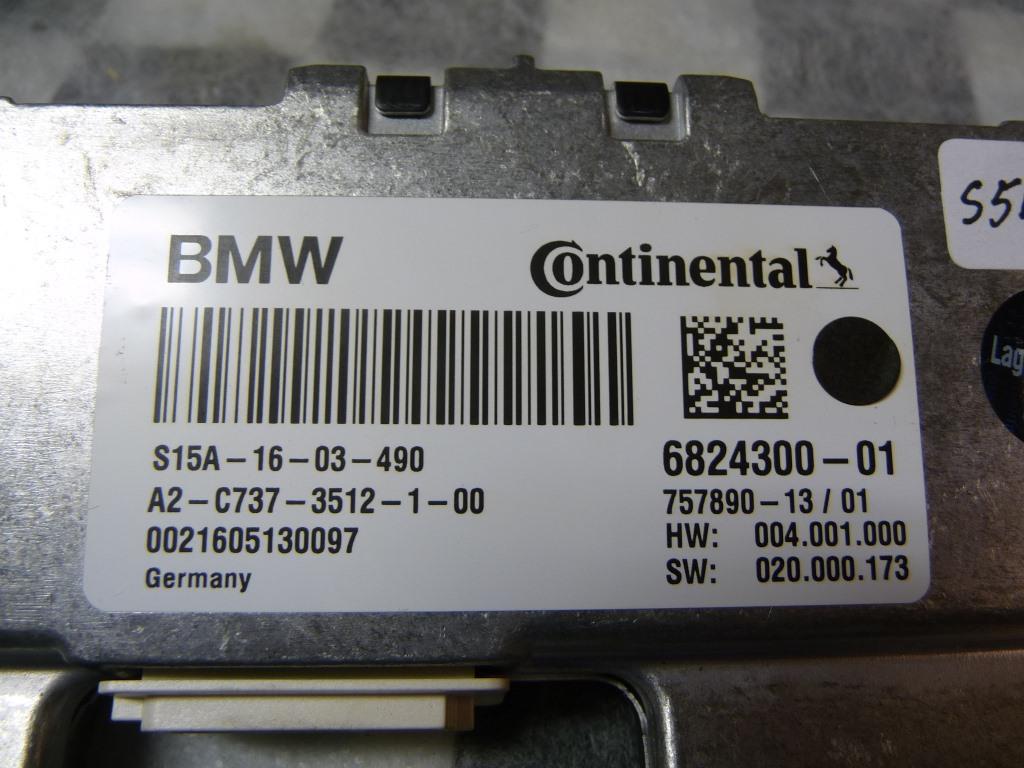 BMW
Continental
S15A-16-03-490
A2-C737-3512-1-00
0021605130097
Germany
6824300-01
757890-13 / 01
HW: 004.001.000
SW: 020.000.173